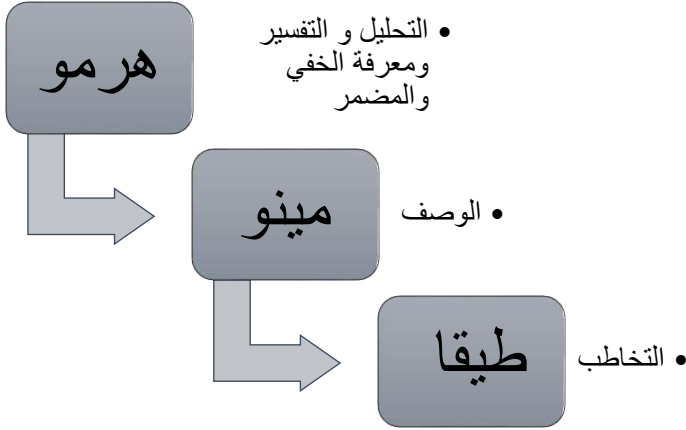 هرمو
• التحليل و التفسير
ومعرفة الخفي
والمضمر
مينو
• الوصف
طيقا
• التخاطب